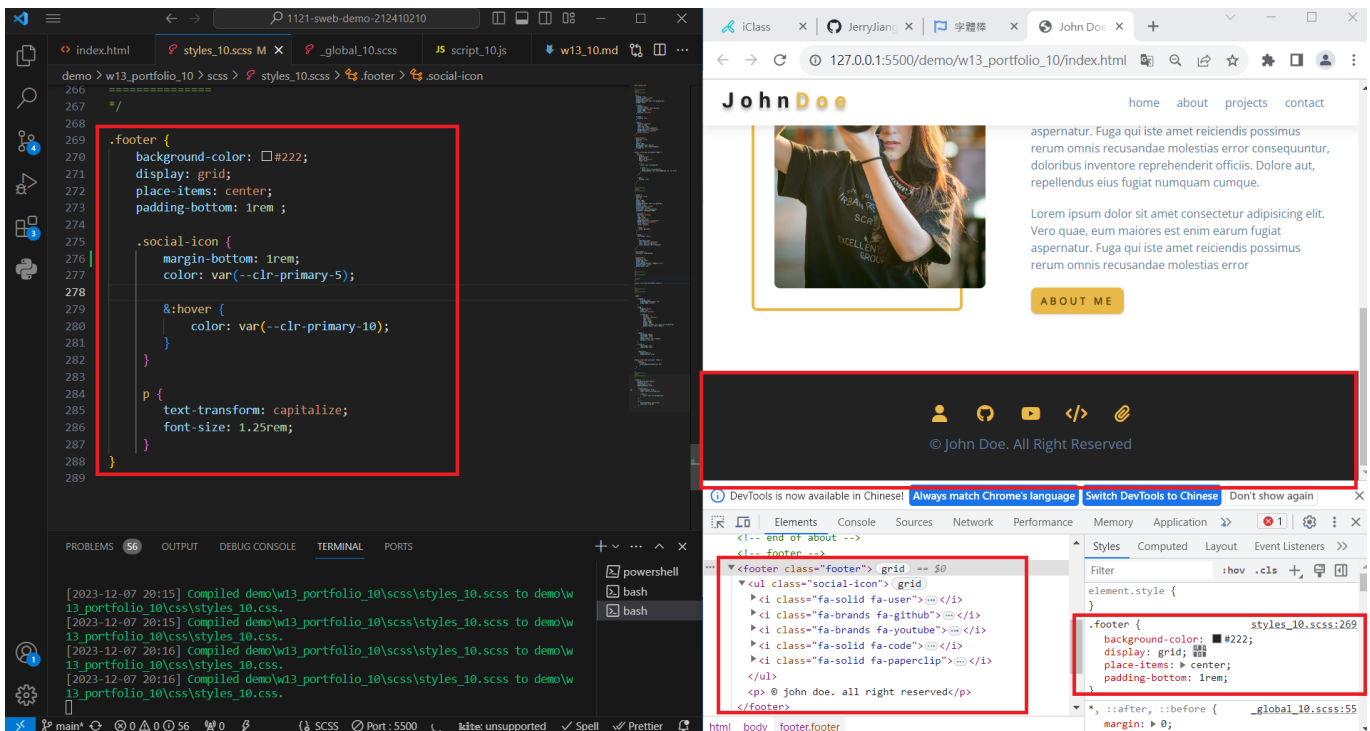 1121-sweb-demo-212410210
index.html
styles_10.scss M
_global_10.scss
JS script_10.js
w13_10.md
demo > w13_portfolio_10 > scss > styles_10.scss > .footer > .social-icon
266 ===============
267 */
268
269 .footer {
270 background-color: #222;
271 display: grid;
272 place-items: center;
273 padding-bottom: 1rem ;
274
275 .social-icon {
276 margin-bottom: 1rem;
277 color: var(--clr-primary-5);
278
279 &:hover {
280 color: var(--clr-primary-10);
281 }
282 }
283
284 p {
285 text-transform: capitalize;
286 font-size: 1.25rem;
287 }
288 }
289
PROBLEMS 56 OUTPUT DEBUG CONSOLE TERMINAL PORTS
powershell
bash
bash
[2023-12-07 20:15] Compiled demo\w13_portfolio_10\scss\styles_10.scss to demo\w
13_portfolio_10\css\styles_10.css.
[2023-12-07 20:15] Compiled demo\w13_portfolio_10\scss\styles_10.scss to demo\w
13_portfolio_10\css\styles_10.css.
[2023-12-07 20:16] Compiled demo\w13_portfolio_10\scss\styles_10.scss to demo\w
13_portfolio_10\css\styles_10.css.
[2023-12-07 20:16] Compiled demo\w13_portfolio_10\scss\styles_10.scss to demo\w
13_portfolio_10\css\styles_10.css.
4
3
1
main* 0 0 56 0 SCSS Port : 5500 unsupported Spell Prettier
iClass
JerryJiang
字體棒
John Doe
127.0.0.1:5500/demo/w13_portfolio_10/index.html
JohnDoe
home about projects contact
aspernatur. Fuga qui iste amet reiciendis possimus
rerum omnis recusandae molestias error consequuntur,
doloribus inventore reprehenderit officiis. Dolore aut,
repellendus eius fugiat numquam cumque.
Lorem ipsum dolor sit amet consectetur adipisicing elit.
Vero quae, eum maiores est enim earum fugiat
aspernatur. Fuga qui iste amet reiciendis possimus
rerum omnis recusandae molestias error
ABOUT ME
© John Doe. All Right Reserved
DevTools is now available in Chinese! Always match Chrome's language Switch DevTools to Chinese Don't show again
Elements Console Sources Network Performance Memory Application 1
<!-- end of about -->
<!-- footer -->
<footer class="footer"> grid == $0
<ul class="social-icon"> grid
<i class="fa-solid fa-user">⋯</i>
<i class="fa-brands fa-github">⋯</i>
<i class="fa-brands fa-youtube">⋯</i>
<i class="fa-solid fa-code">⋯</i>
<i class="fa-solid fa-paperclip">⋯</i>
</ul>
<p> © john doe. all right reserved</p>
</footer>
html body footer.footer
Styles Computed Layout Event Listeners
Filter :hov .cls
element.style {
}
.footer { styles_10.scss:269
background-color: #222;
display: grid;
place-items: center;
padding-bottom: 1rem;
}
*, ::after, ::before { _global_10.scss:55
margin: 0;